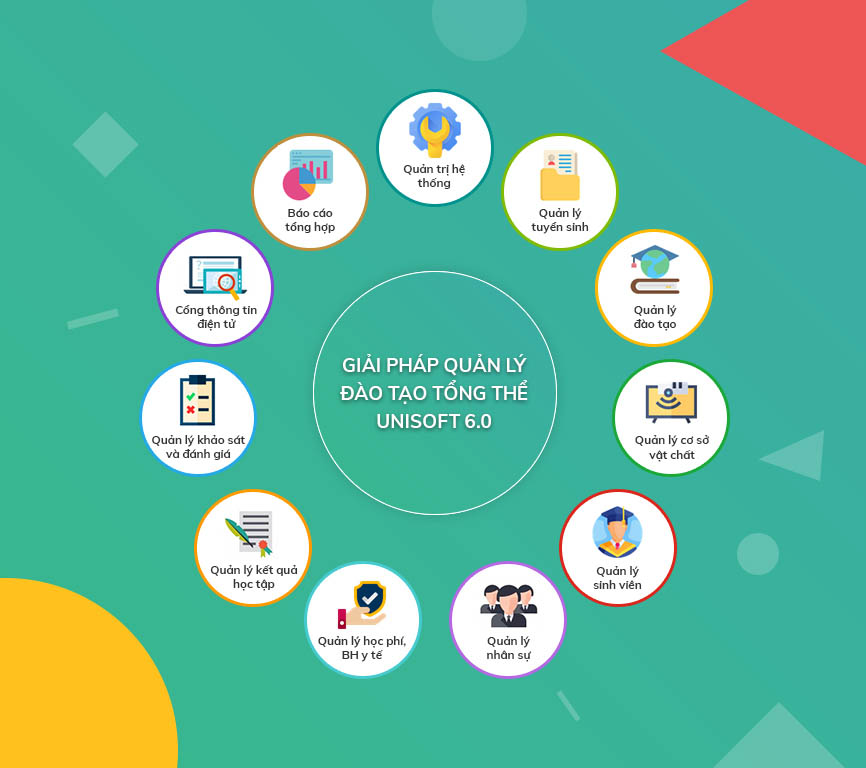 Quản trị hệ
thống
Quản lý
tuyển sinh
Quản lý
đào tạo
Quản lý cơ sở
vật chất
Quản lý
sinh viên
Quản lý
nhân sự
Quản lý học phí,
BH y tế
Quản lý kết quả
học tập
Quản lý khảo sát
và đánh giá
Cổng thông tin
điện tử
Báo cáo
tổng hợp
GIẢI PHÁP QUẢN LÝ
ĐÀO TẠO TỔNG THỂ
UNISOFT 6.0